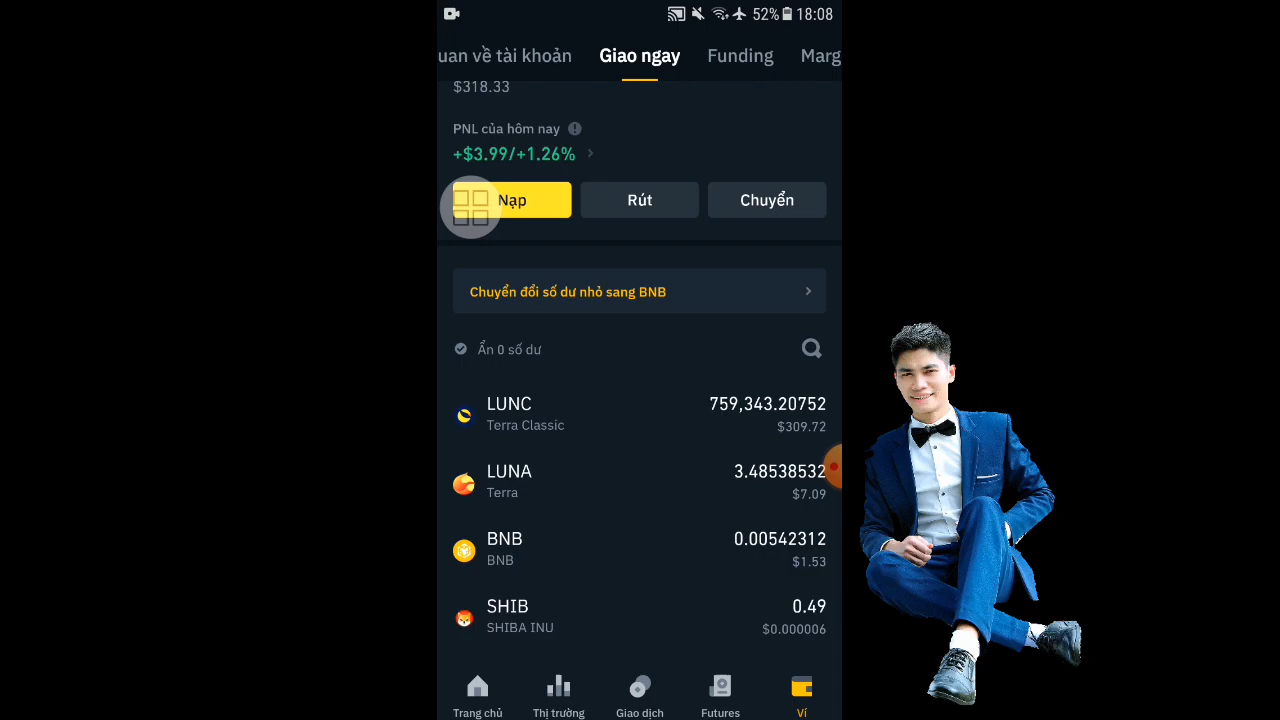 52% 18:08
uan về tài khoản Giao ngay Funding Marg
$318.33
PNL của hôm nay
+$3.99/+1.26%
Nạp Rút Chuyển
Chuyển đổi số dư nhỏ sang BNB
Ẩn 0 số dư
LUNC 759,343.20752
Terra Classic $309.72
LUNA 3.48538532
Terra $7.09
BNB 0.00542312
BNB $1.53
SHIB 0.49
SHIBA INU $0.000006
Trang chủ Thị trường Giao dịch Futures Ví